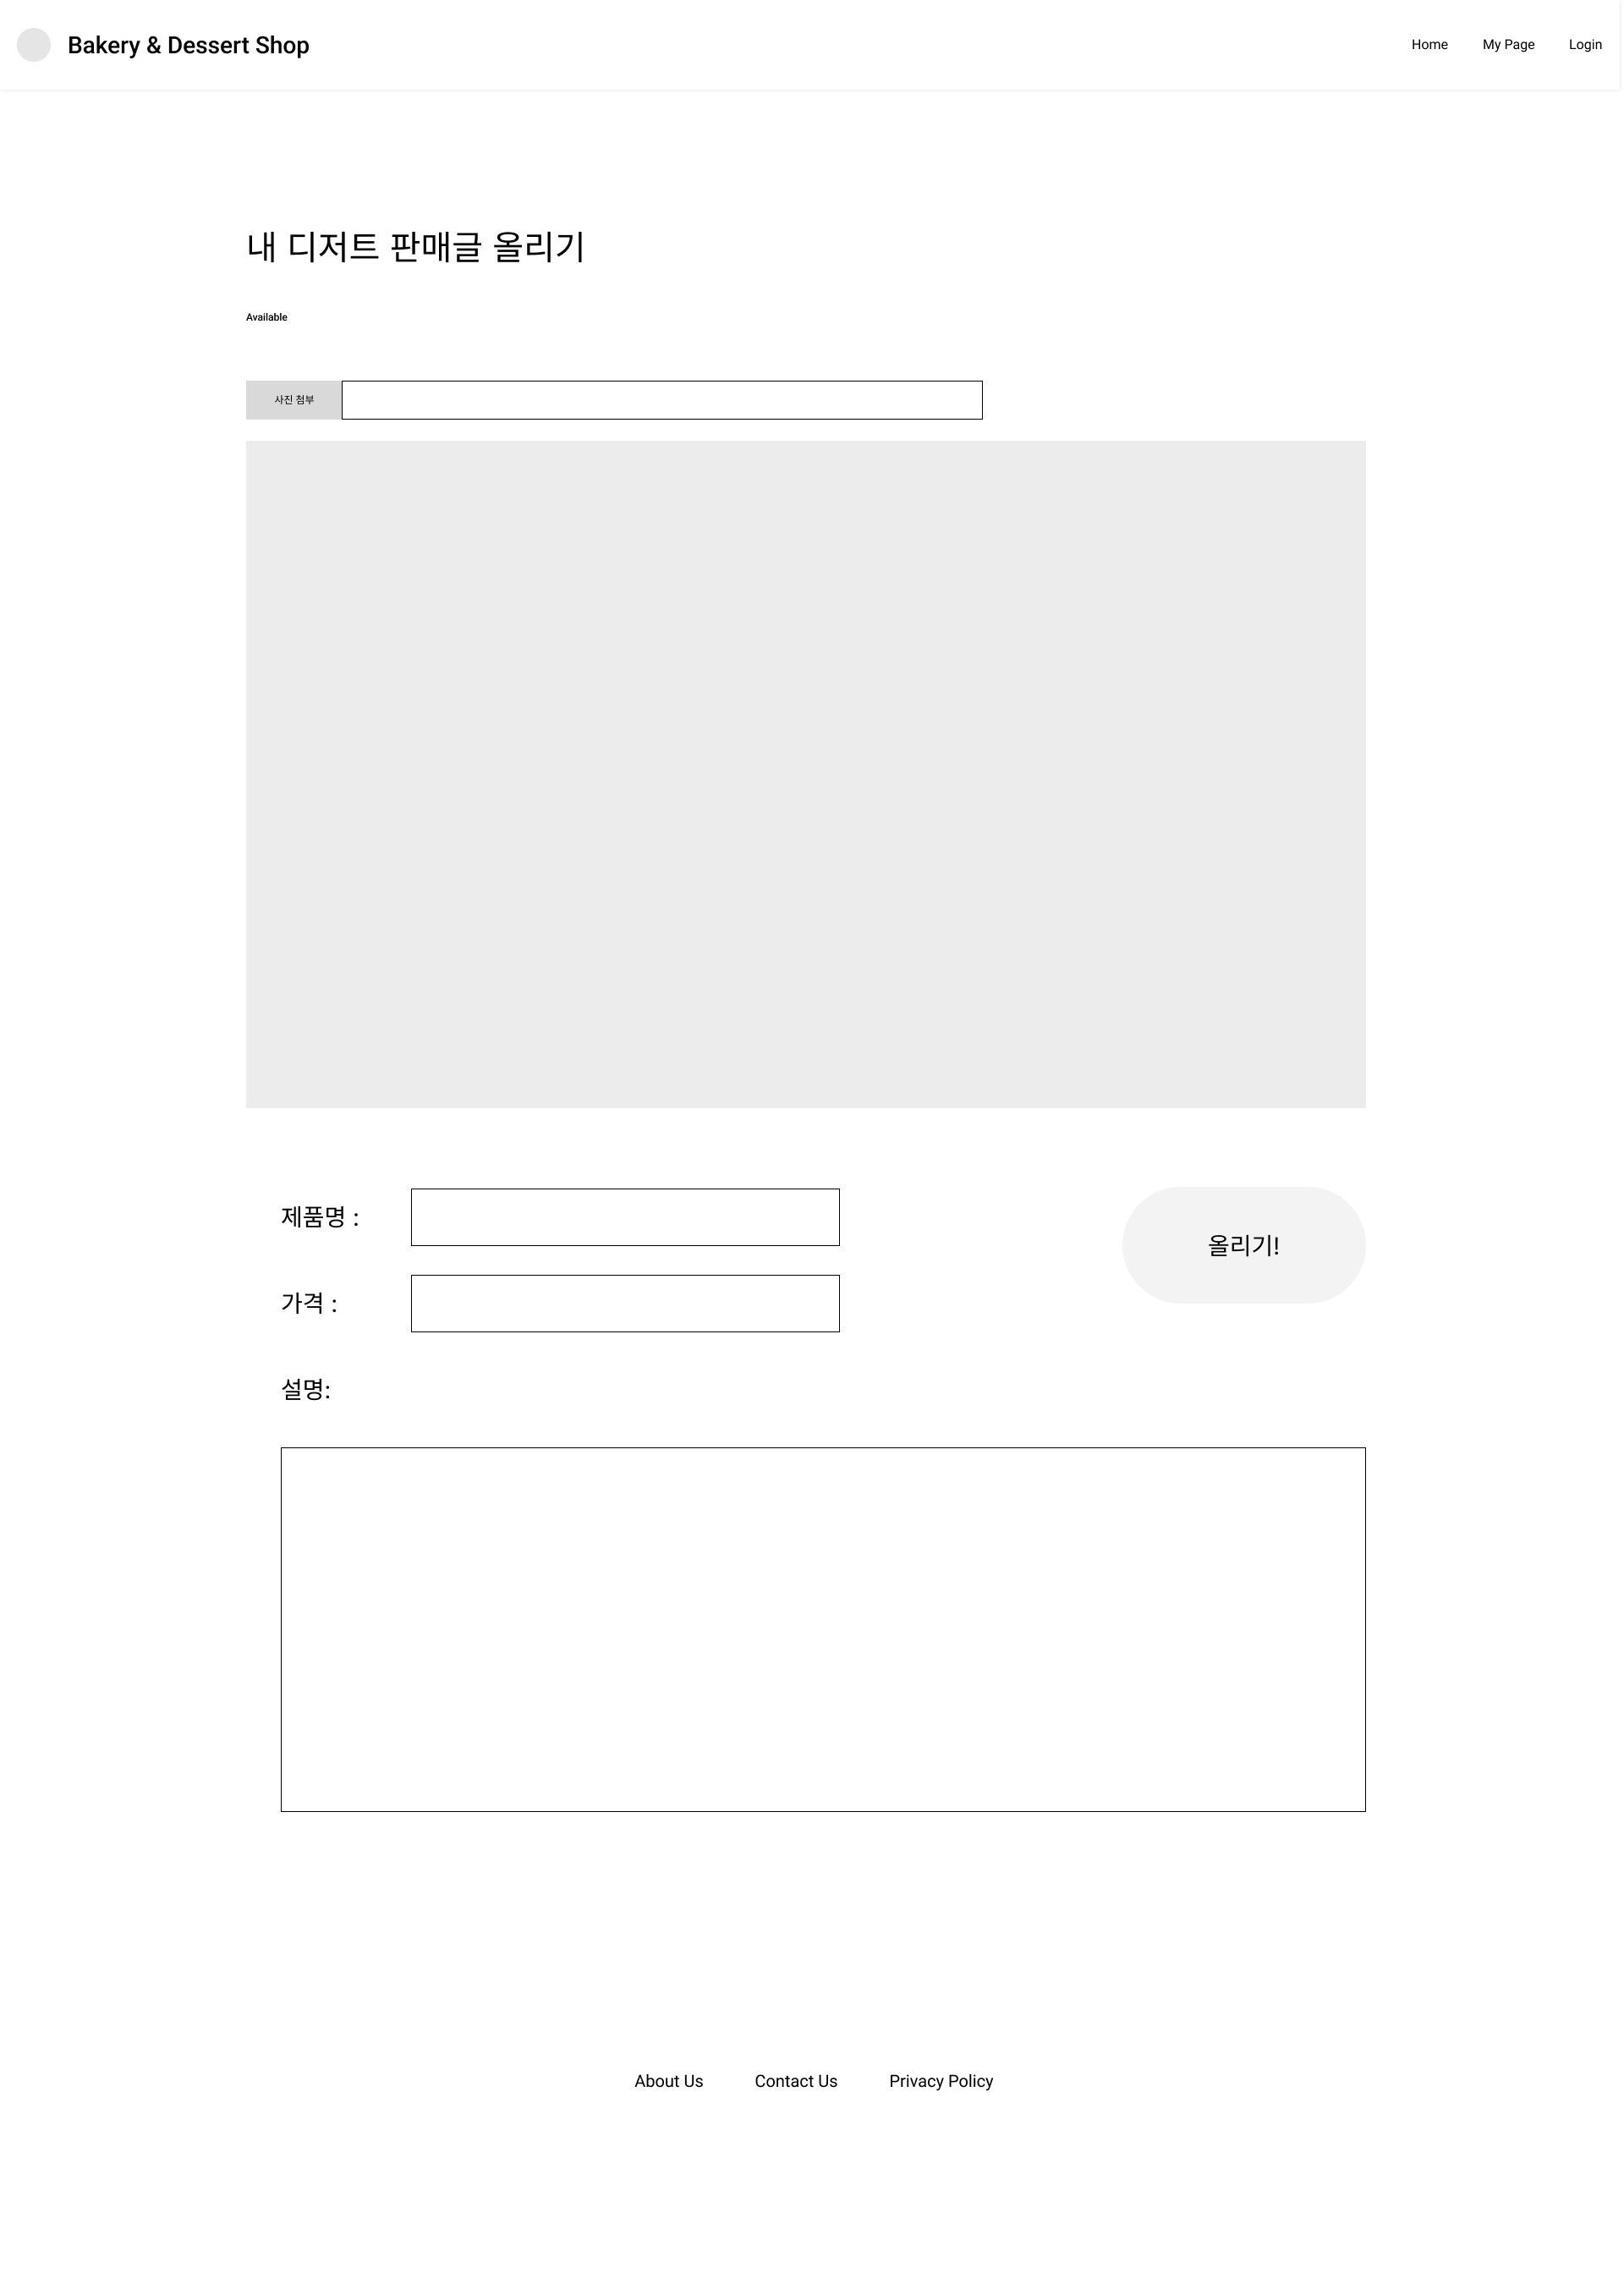 Bakery & Dessert Shop
Home My Page Login
내 디저트 판매글 올리기
Available
사진 첨부
제품명 :
올리기!
가격 :
설명:
About Us Contact Us Privacy Policy